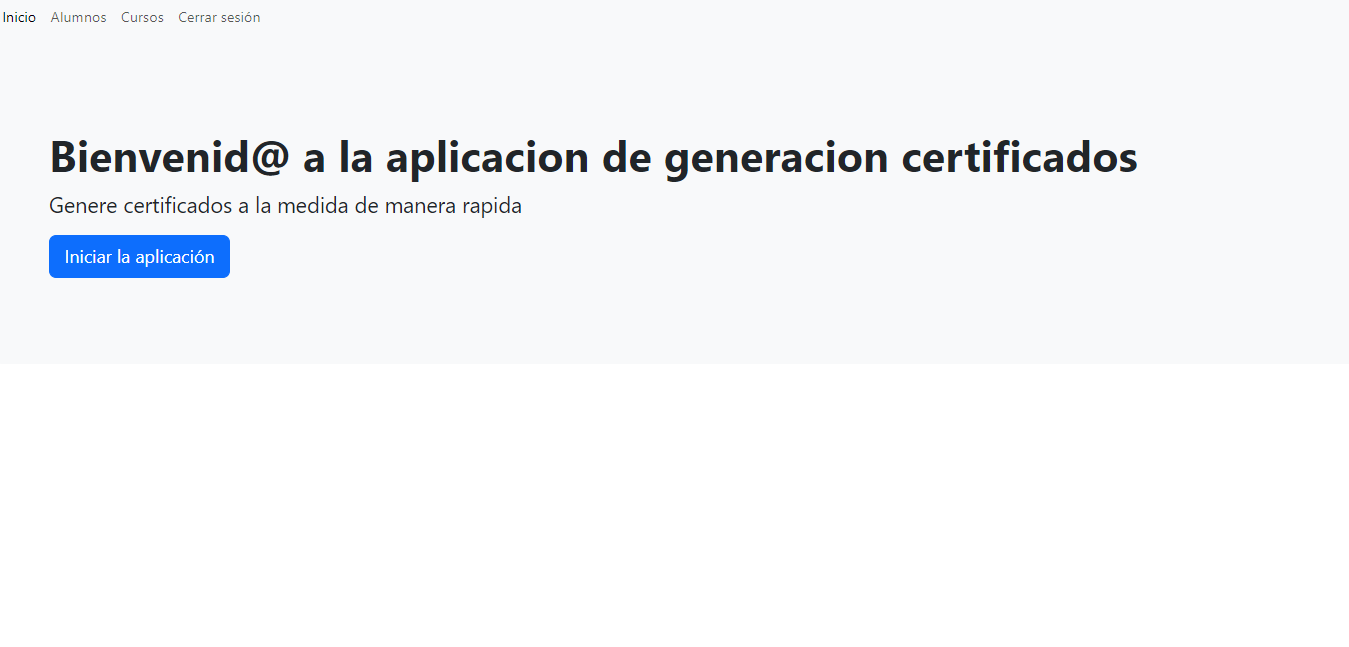 Inicio Alumnos Cursos Cerrar sesión
Bienvenid@ a la aplicacion de generacion certificados
Genere certificados a la medida de manera rapida
Iniciar la aplicación